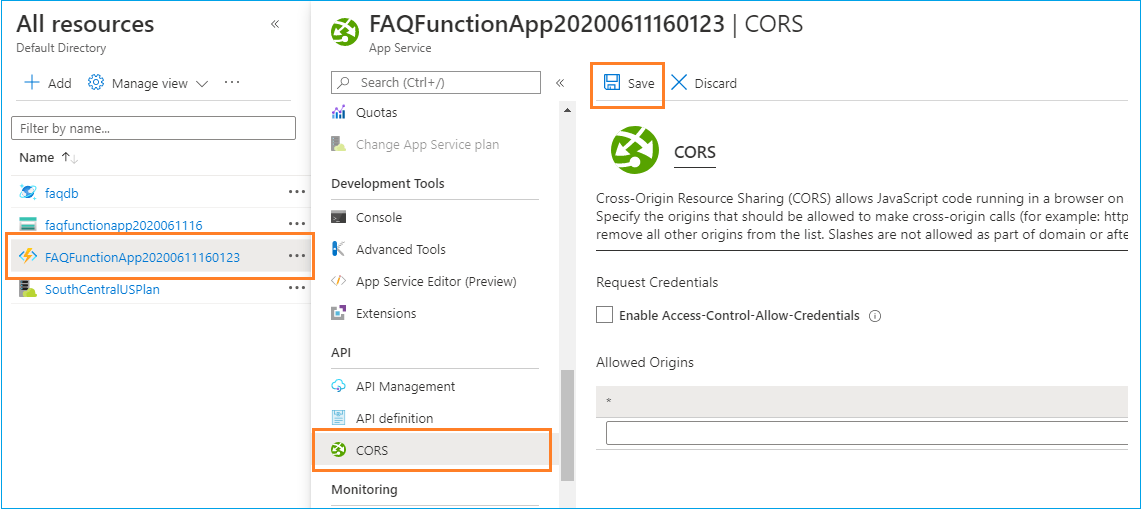 All resources
Default Directory
Add
Manage view
Filter by name...
Name
faqdb
faqfunctionapp2020061116
FAQFunctionApp20200611160123
SouthCentralUSPlan
FAQFunctionApp20200611160123 | CORS
App Service
Search (Ctrl+/)
Quotas
Change App Service plan
Development Tools
Console
Advanced Tools
App Service Editor (Preview)
Extensions
API
API Management
API definition
CORS
Monitoring
Save
Discard
CORS
Cross-Origin Resource Sharing (CORS) allows JavaScript code running in a browser on
Specify the origins that should be allowed to make cross-origin calls (for example: http
remove all other origins from the list. Slashes are not allowed as part of domain or afte
Request Credentials
Enable Access-Control-Allow-Credentials
Allowed Origins
*